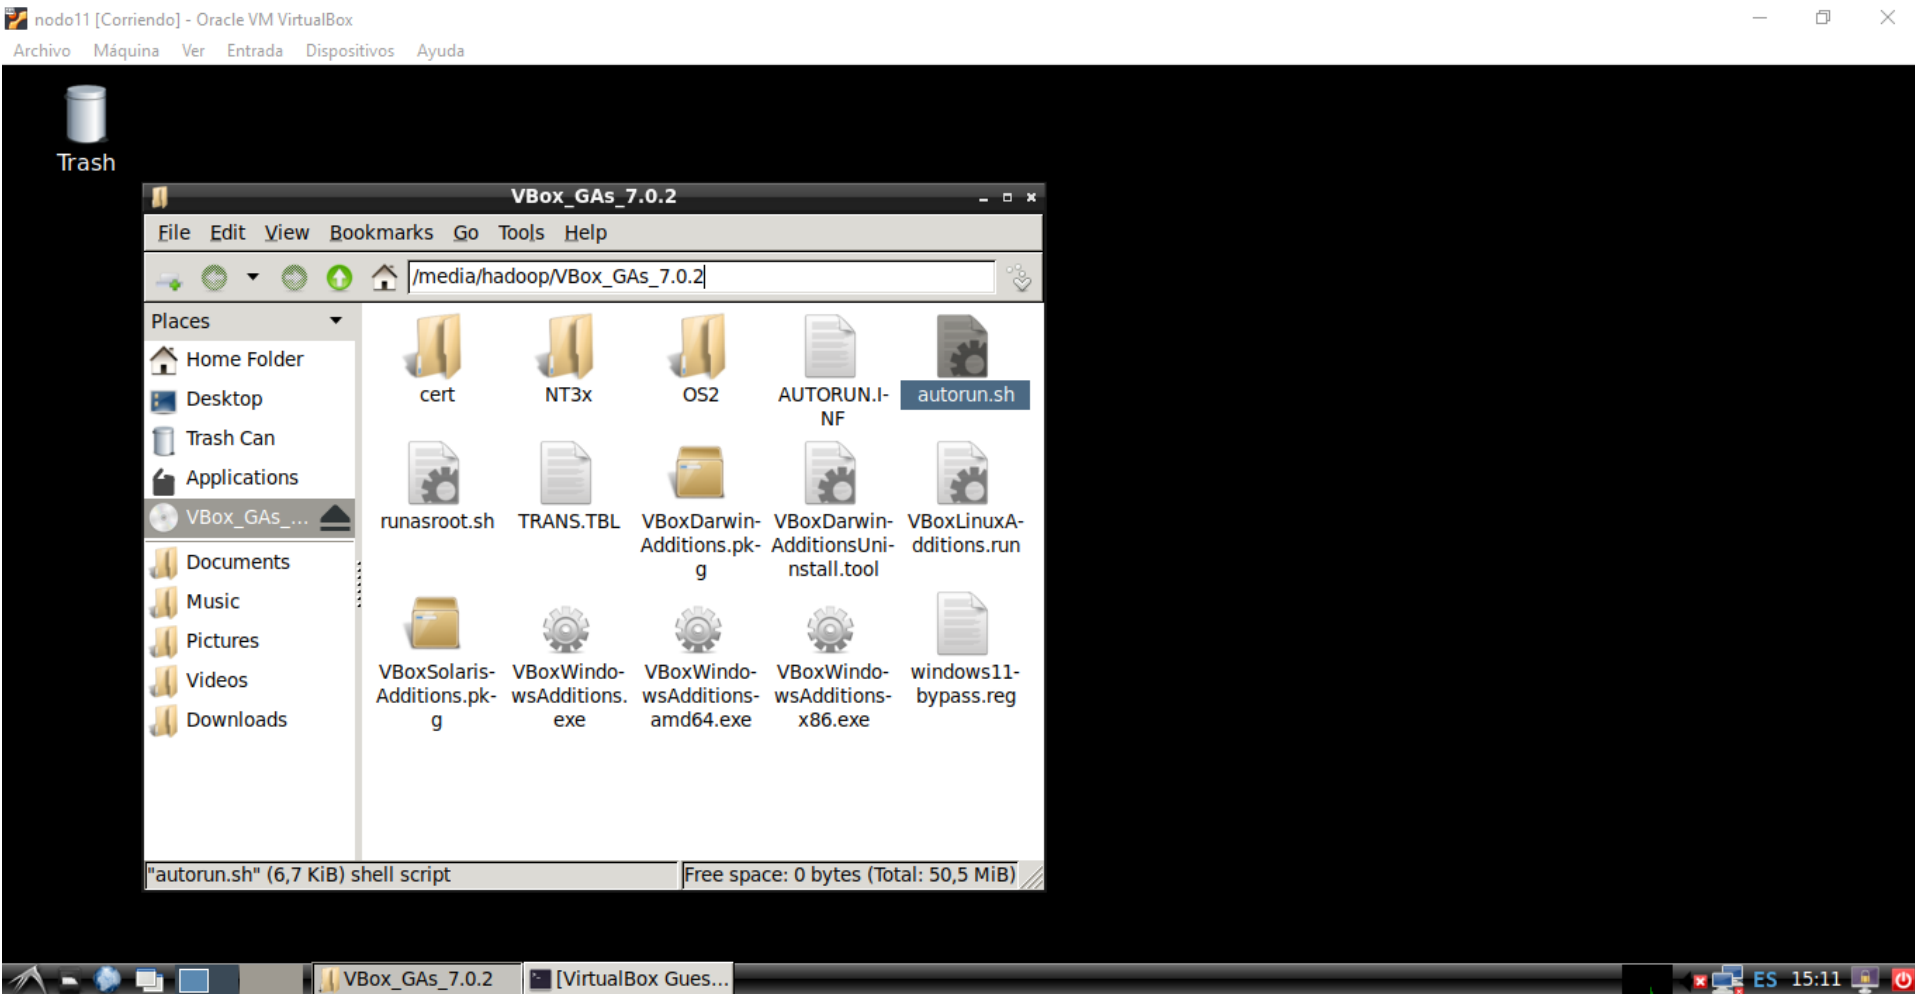 nodo11 [Corriendo] - Oracle VM VirtualBox
Archivo Máquina Ver Entrada Dispositivos Ayuda
Trash
VBox_GAs_7.0.2
File Edit View Bookmarks Go Tools Help
/media/hadoop/VBox_GAs_7.0.2
Places
Home Folder
Desktop
Trash Can
Applications
VBox_GAs_...
Documents
Music
Pictures
Videos
Downloads
cert
NT3x
OS2
AUTORUN.I-
NF
autorun.sh
runasroot.sh
TRANS.TBL
VBoxDarwin-
Additions.pk-
g
VBoxDarwin-
AdditionsUni-
nstall.tool
VBoxLinuxA-
dditions.run
VBoxSolaris-
Additions.pk-
g
VBoxWindo-
wsAdditions.
exe
VBoxWindo-
wsAdditions-
amd64.exe
VBoxWindo-
wsAdditions-
x86.exe
windows11-
bypass.reg
"autorun.sh" (6,7 KiB) shell script
Free space: 0 bytes (Total: 50,5 MiB)
VBox_GAs_7.0.2
[VirtualBox Gues...
ES 15:11